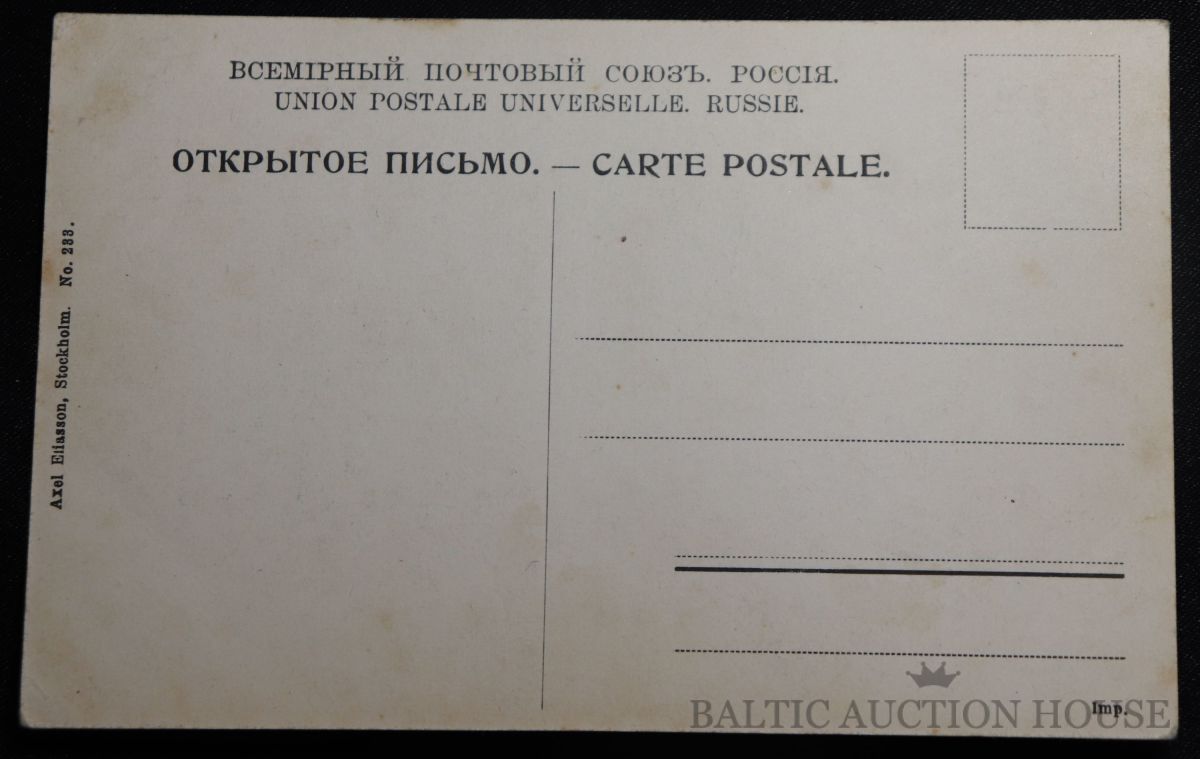 ВСЕМІРНЫЙ ПОЧТОВЫЙ СОЮЗЪ. РОССІЯ.
UNION POSTALE UNIVERSELLE. RUSSIE.
ОТКРЫТОЕ ПИСЬМО. — CARTE POSTALE.
Axel Eliasson, Stockholm. No. 233.
Imp.
BALTIC AUCTION HOUSE